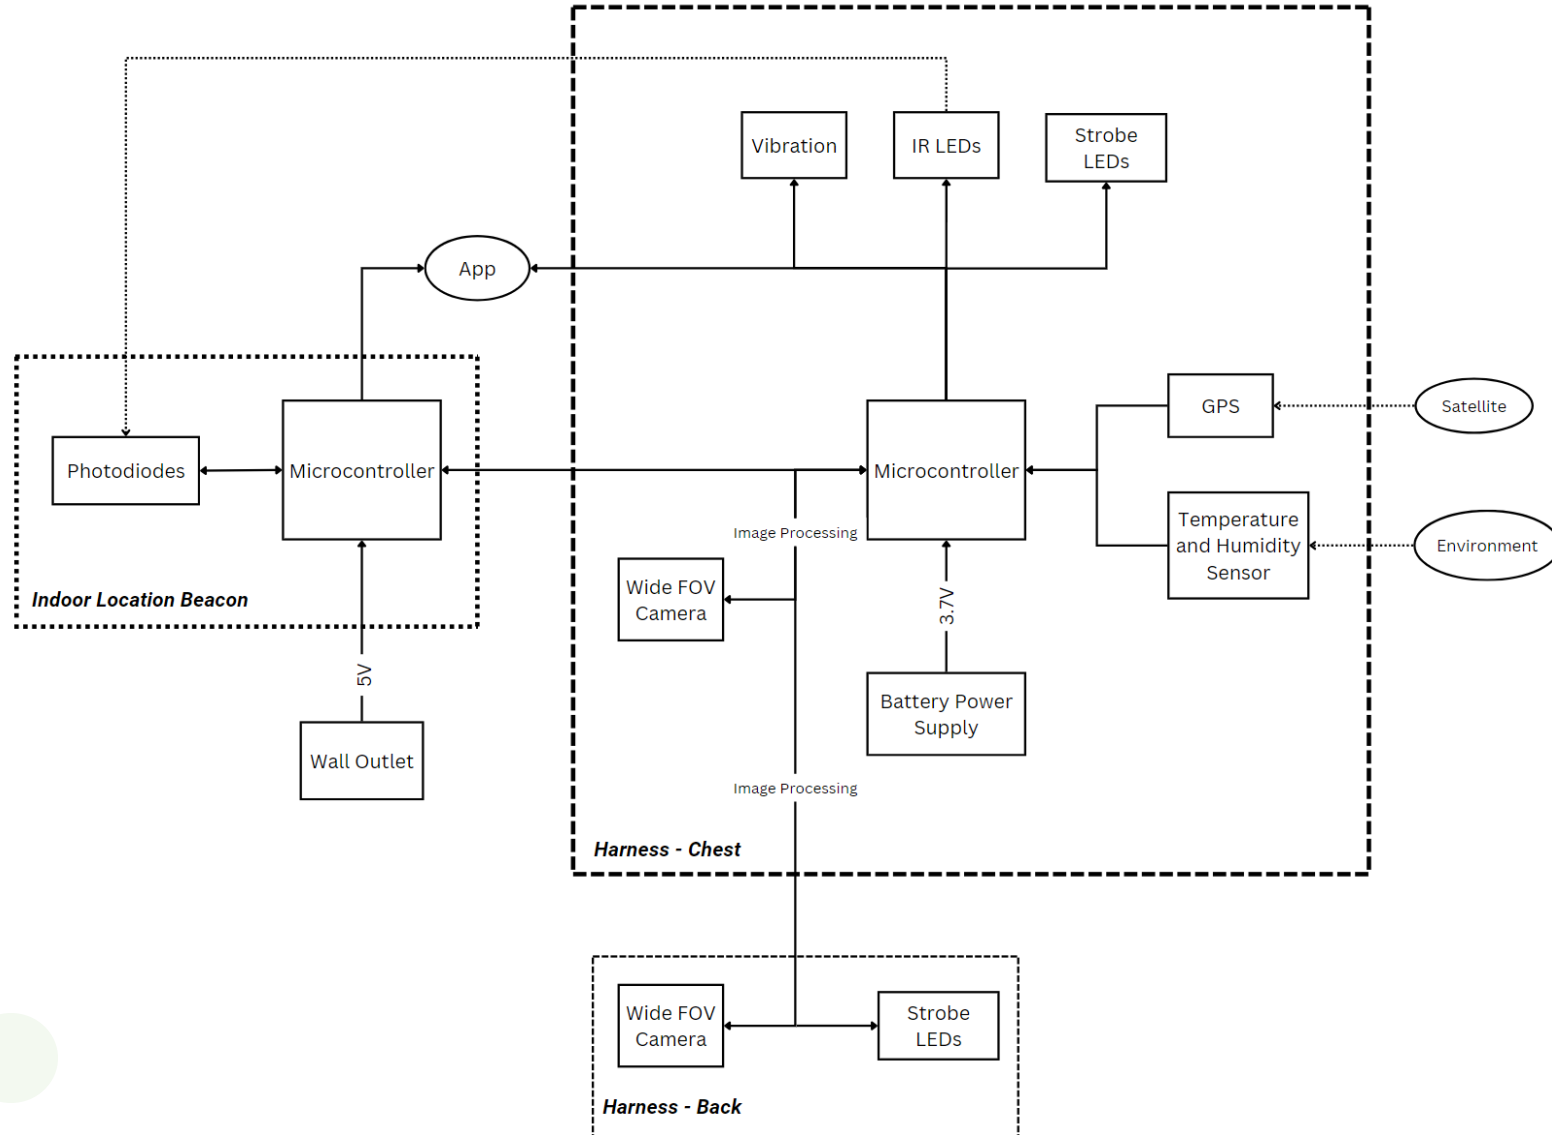 Vibration
IR LEDs
Strobe
LEDs
App
GPS
Satellite
Photodiodes
Microcontroller
Microcontroller
Temperature
and Humidity
Sensor
Environment
Image Processing
Wide FOV
Camera
3.7V
Indoor Location Beacon
5V
Battery Power
Supply
Wall Outlet
Image Processing
Harness - Chest
Wide FOV
Camera
Strobe
LEDs
Harness - Back